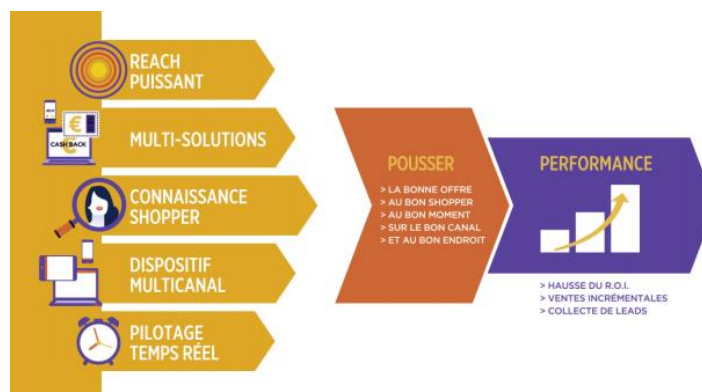 REACH
PUISSANT
€
CASH BACK
€
MULTI-SOLUTIONS
CONNAISSANCE
SHOPPER
DISPOSITIF
MULTICANAL
PILOTAGE
TEMPS RÉEL
POUSSER
> LA BONNE OFFRE
> AU BON SHOPPER
> AU BON MOMENT
> SUR LE BON CANAL
> ET AU BON ENDROIT
PERFORMANCE
> HAUSSE DU R.O.I.
> VENTES INCRÉMENTALES
> COLLECTE DE LEADS